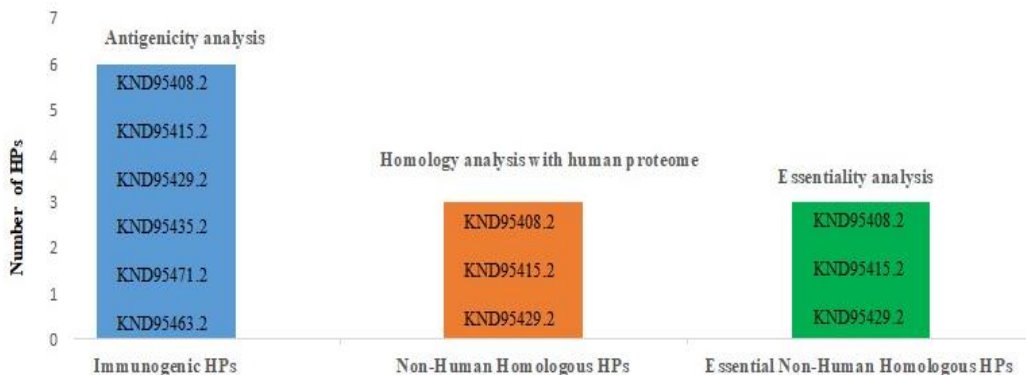 7
6
5
4
3
2
1
0
Number of HPs
Antigenicity analysis
KND95408.2
KND95415.2
KND95429.2
KND95435.2
KND95471.2
KND95463.2
Immunogenic HPs
Homology analysis with human proteome
KND95408.2
KND95415.2
KND95429.2
Non-Human Homologous HPs
Essentiality analysis
KND95408.2
KND95415.2
KND95429.2
Essential Non-Human Homologous HPs